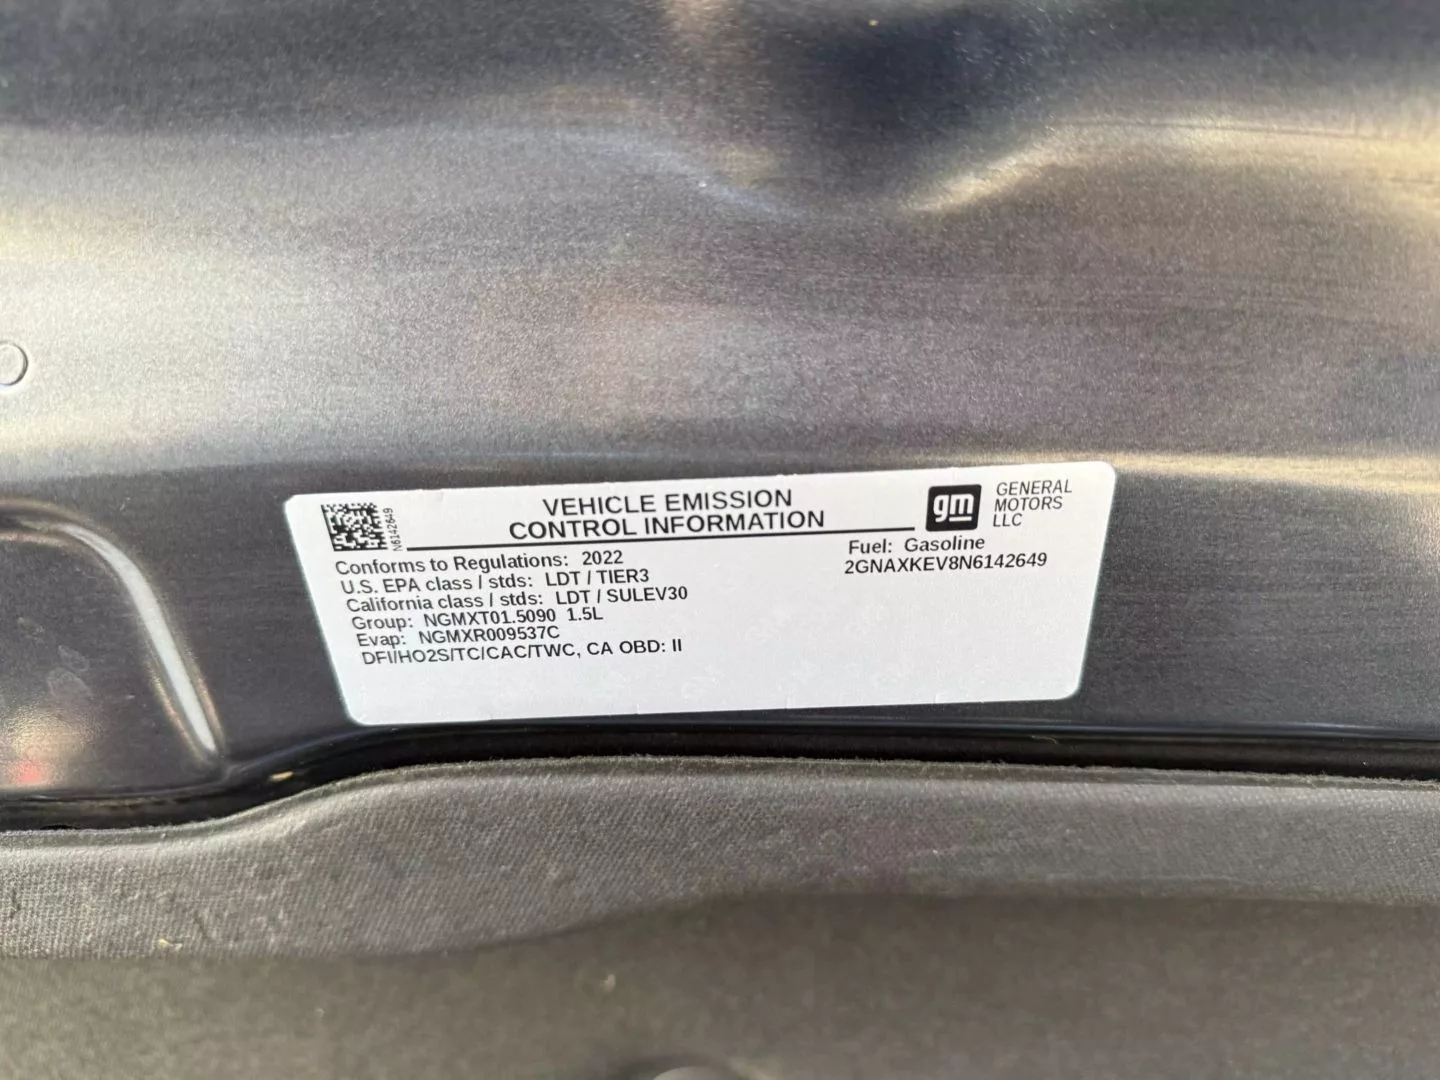 VEHICLE EMISSION
CONTROL INFORMATION
gm
GENERAL
MOTORS
LLC
N6142649
Conforms to Regulations: 2022
U.S. EPA class / stds: LDT / TIER3
California class / stds: LDT / SULEV30
Group: NGMXT01.5090 1.5L
Evap: NGMXR009537C
DFI/HO2S/TC/CAC/TWC, CA OBD: II
Fuel: Gasoline
2GNAXKEV8N6142649